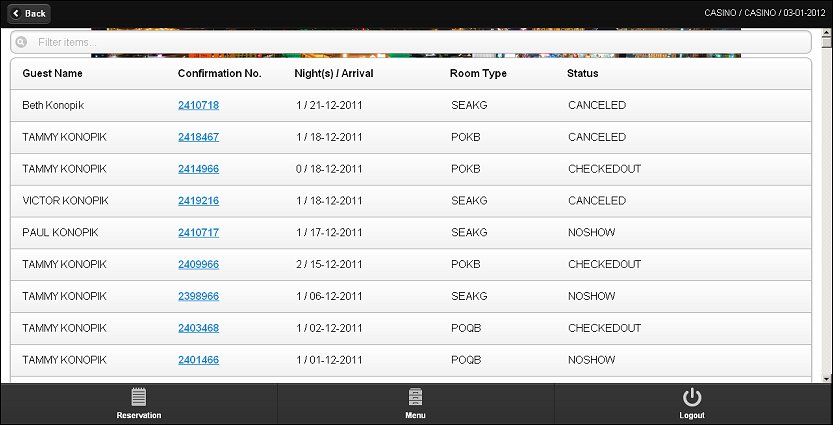 Back CASINO / CASINO / 03-01-2012
Filter items...
Guest Name Confirmation No. Night(s) / Arrival Room Type Status
Beth Konopik 2410718 1 / 21-12-2011 SEAKG CANCELED
TAMMY KONOPIK 2418467 1 / 18-12-2011 POKB CANCELED
TAMMY KONOPIK 2414966 0 / 18-12-2011 POKB CHECKEDOUT
VICTOR KONOPIK 2419216 1 / 18-12-2011 SEAKG CANCELED
PAUL KONOPIK 2410717 1 / 17-12-2011 SEAKG NOSHOW
TAMMY KONOPIK 2409966 2 / 15-12-2011 POKB CHECKEDOUT
TAMMY KONOPIK 2398966 1 / 06-12-2011 SEAKG NOSHOW
TAMMY KONOPIK 2403468 1 / 02-12-2011 POQB CHECKEDOUT
TAMMY KONOPIK 2401466 1 / 01-12-2011 POQB NOSHOW
Reservation Menu Logout